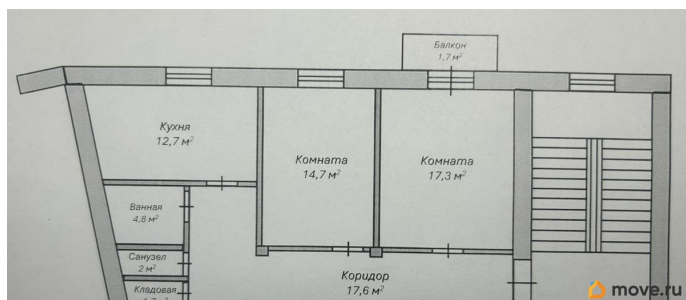 Балкон
1,7 м²
Кухня
12,7 м²
Комната
14,7 м²
Комната
17,3 м²
Ванная
4,8 м²
Санузел
2 м²
Кладовая
Коридор
17,6 м²
move.ru